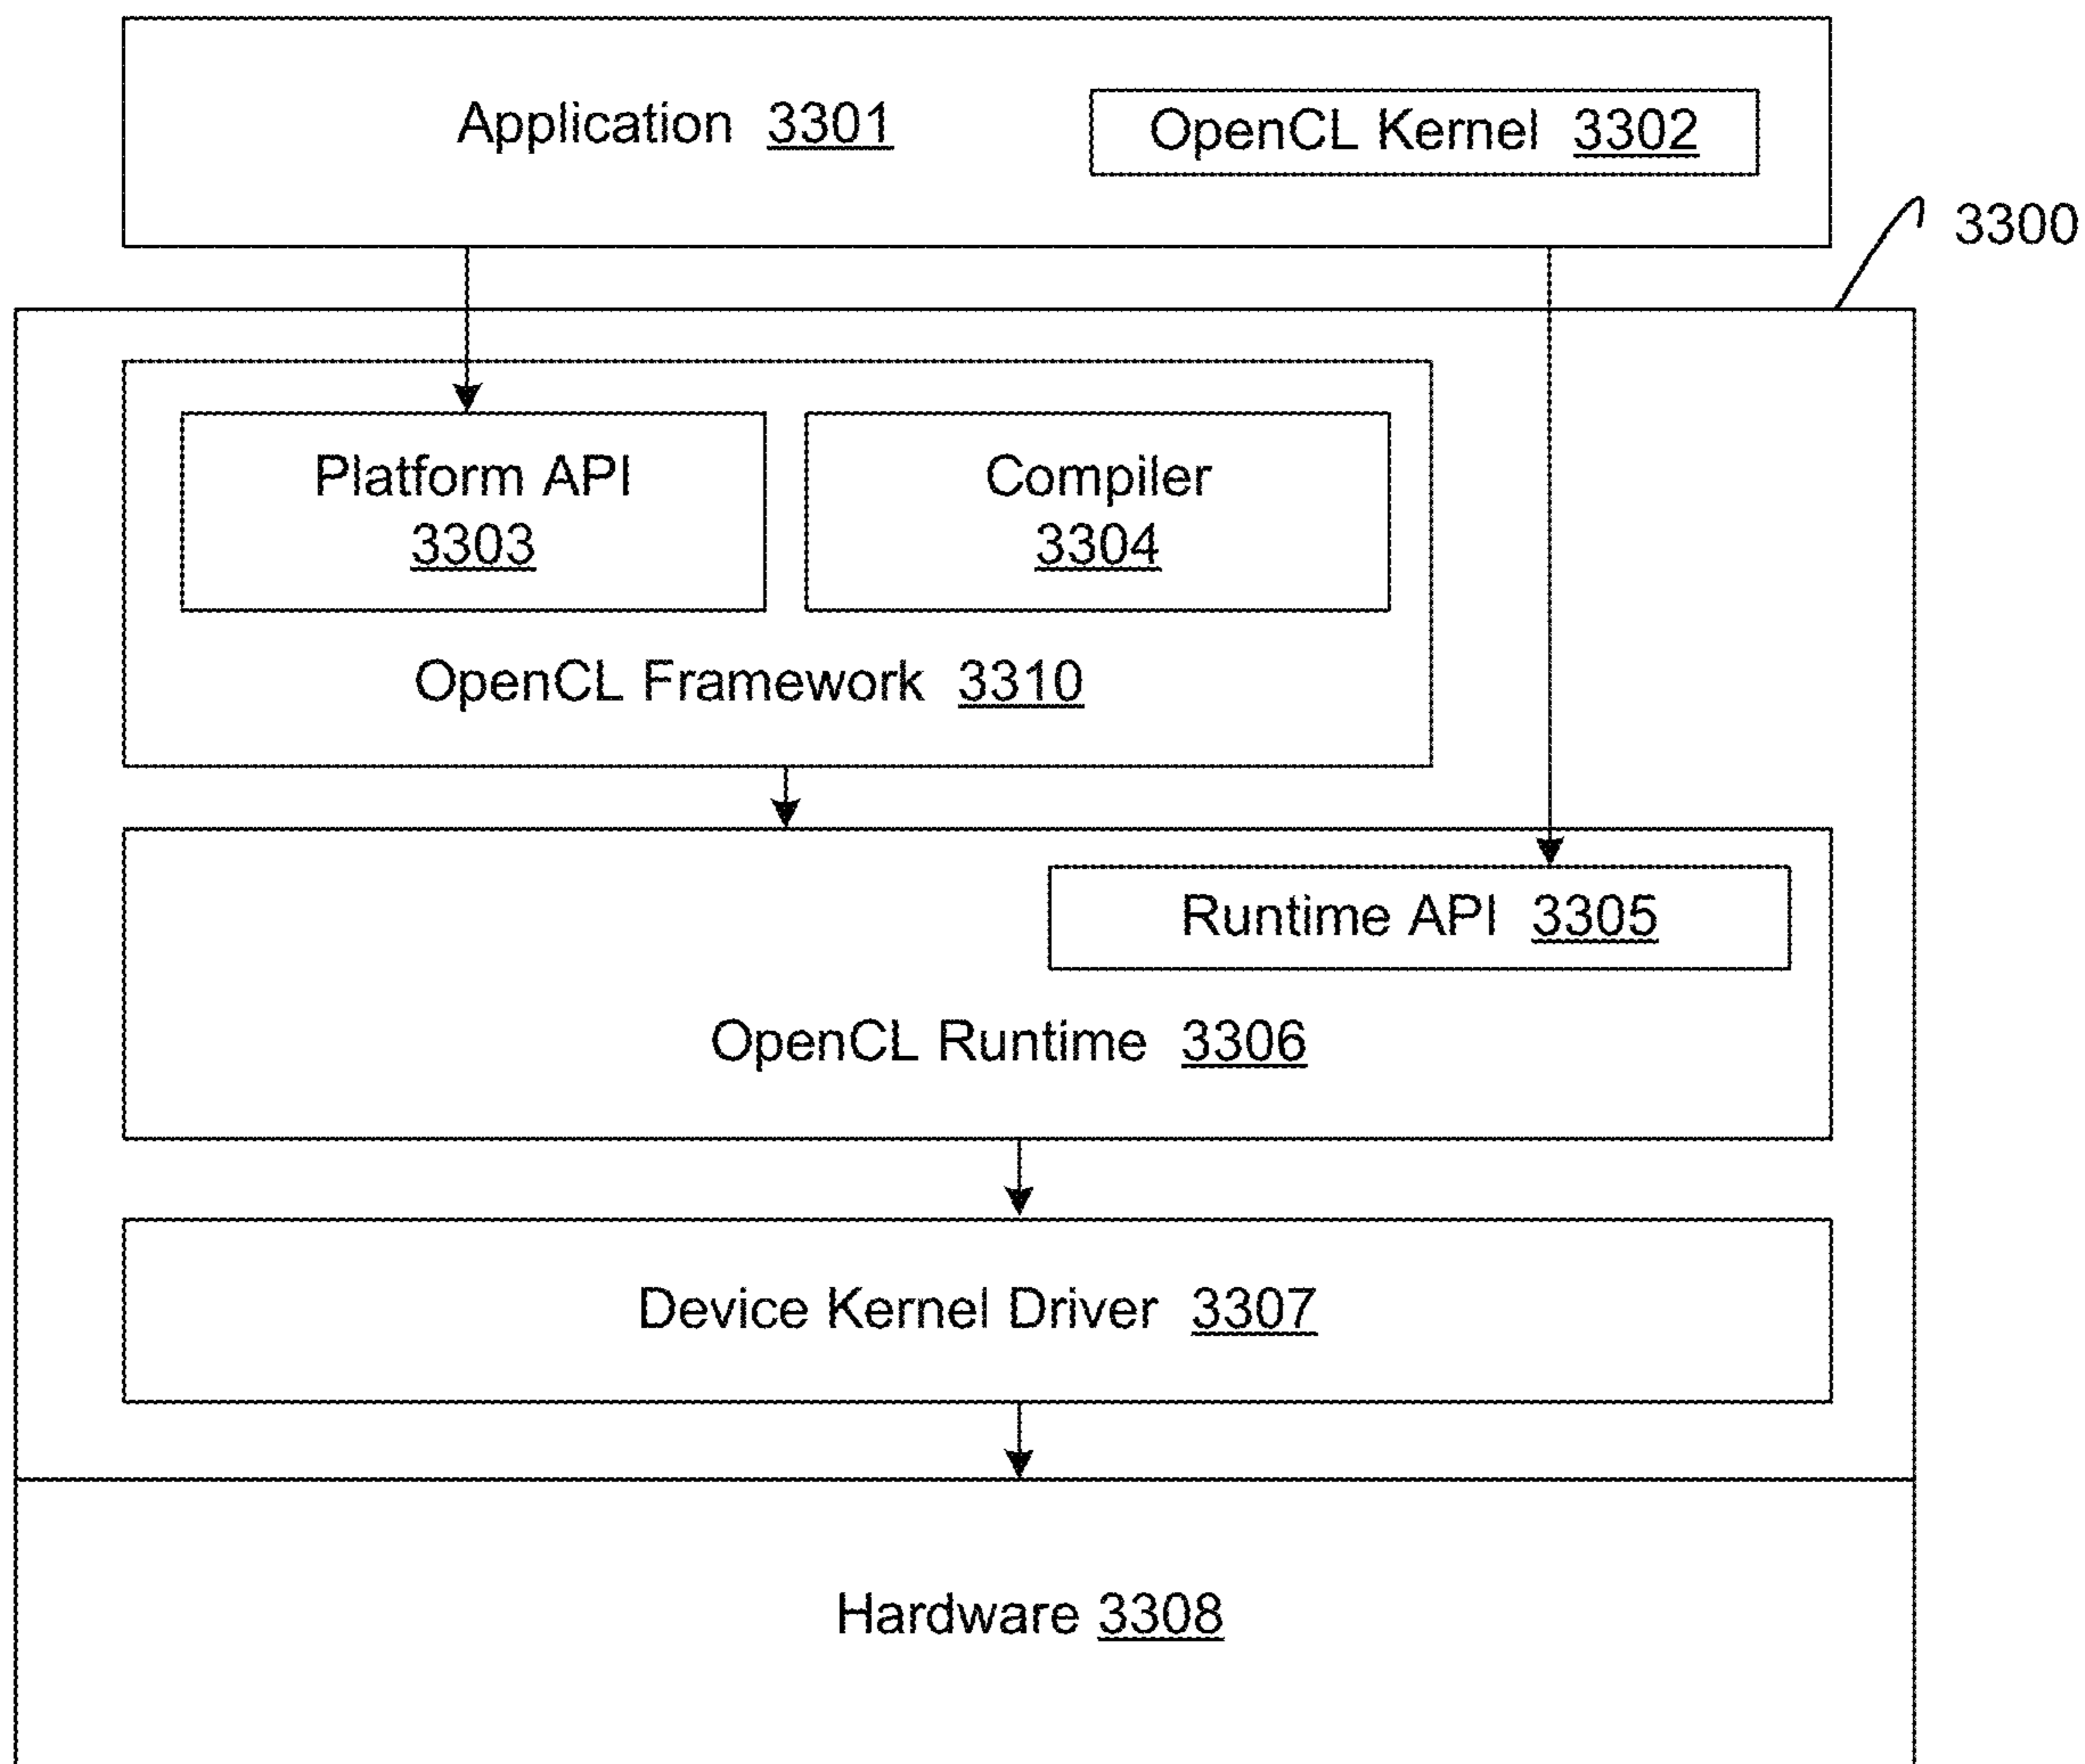 Application 3301
OpenCL Kernel 3302
3300
Platform API
3303
Compiler
3304
OpenCL Framework 3310
Runtime API 3305
OpenCL Runtime 3306
Device Kernel Driver 3307
Hardware 3308